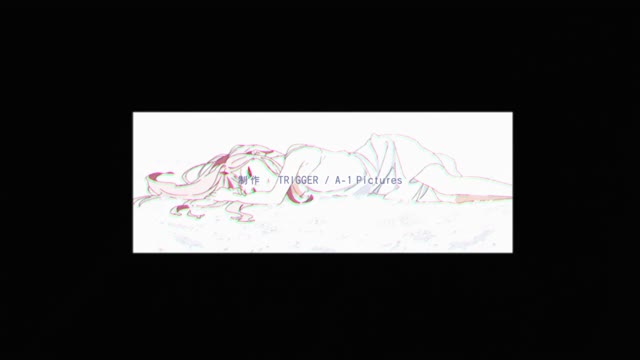 制作 : TRIGGER / A-1 Pictures